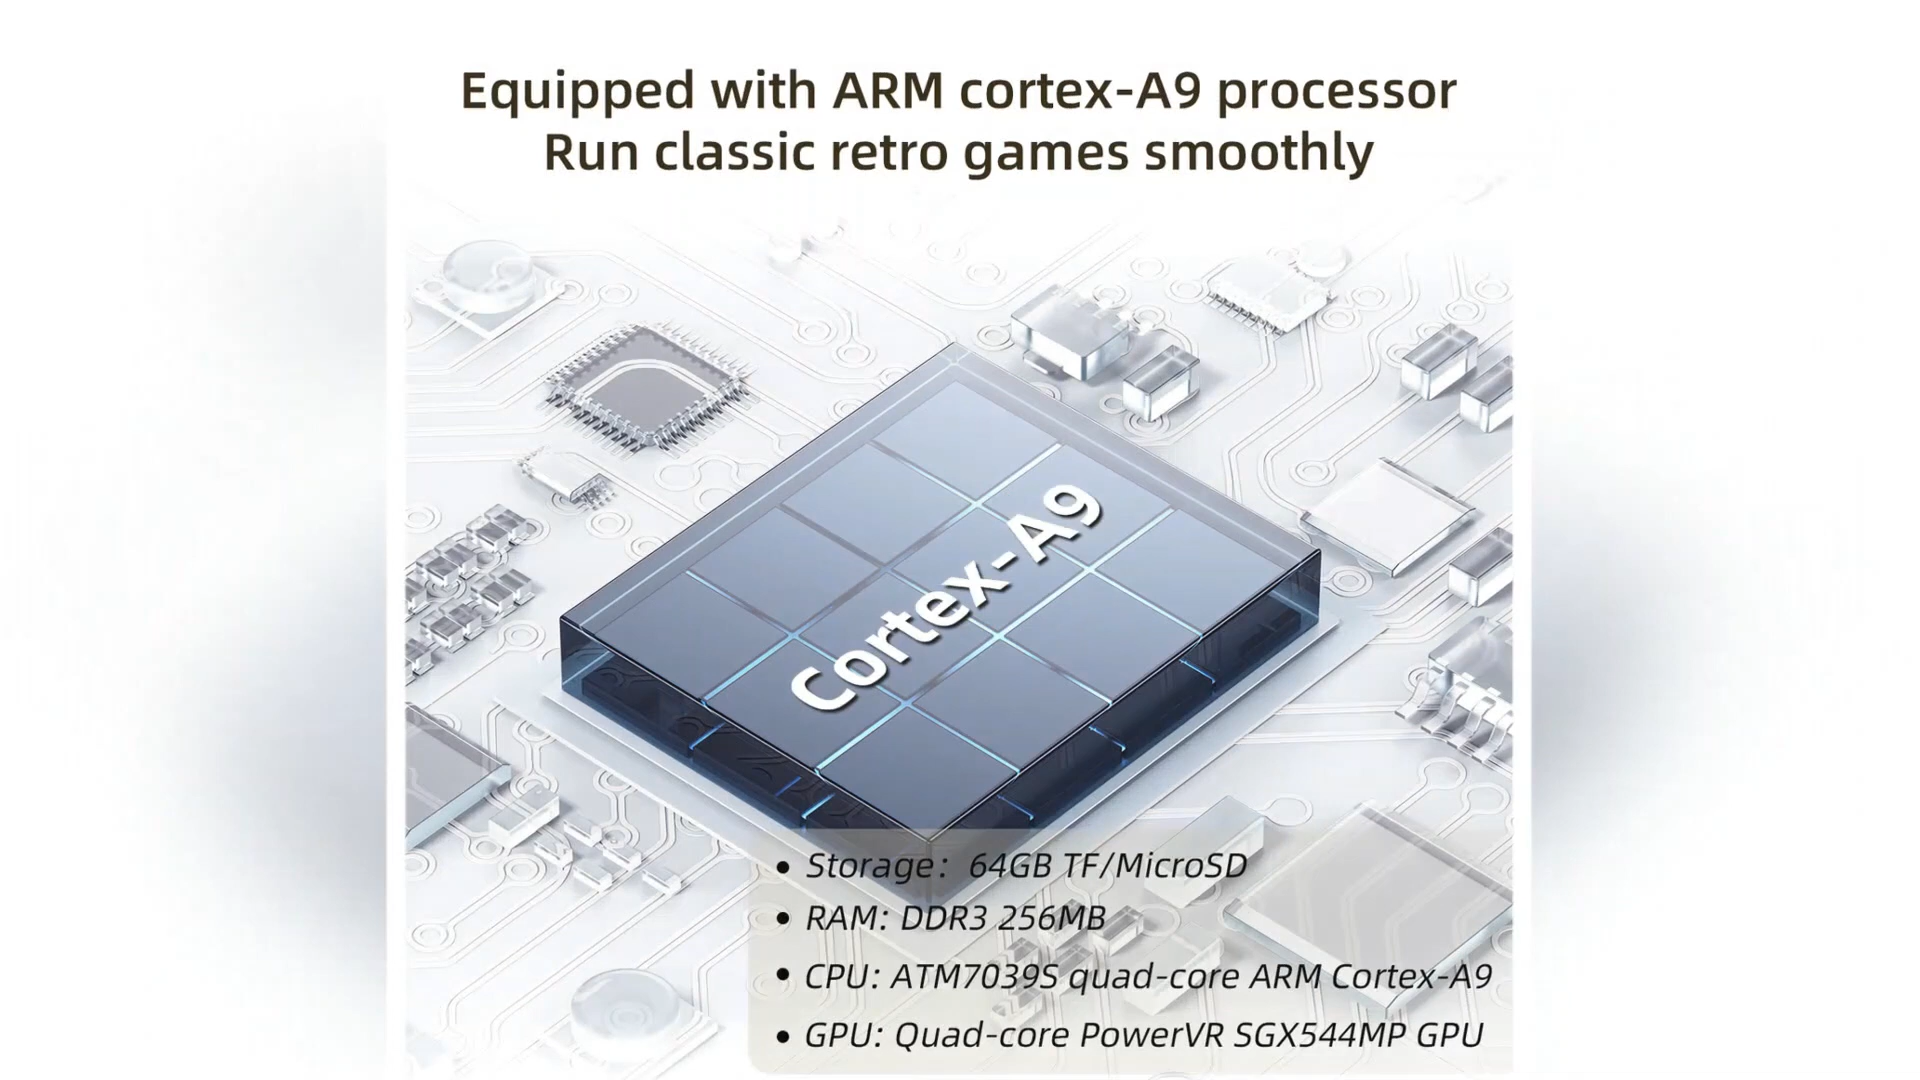 Equipped with ARM cortex-A9 processor
Run classic retro games smoothly
Cortex-A9
• Storage： 64GB TF/MicroSD
• RAM: DDR3 256MB
• CPU: ATM7039S quad-core ARM Cortex-A9
• GPU: Quad-core PowerVR SGX544MP GPU